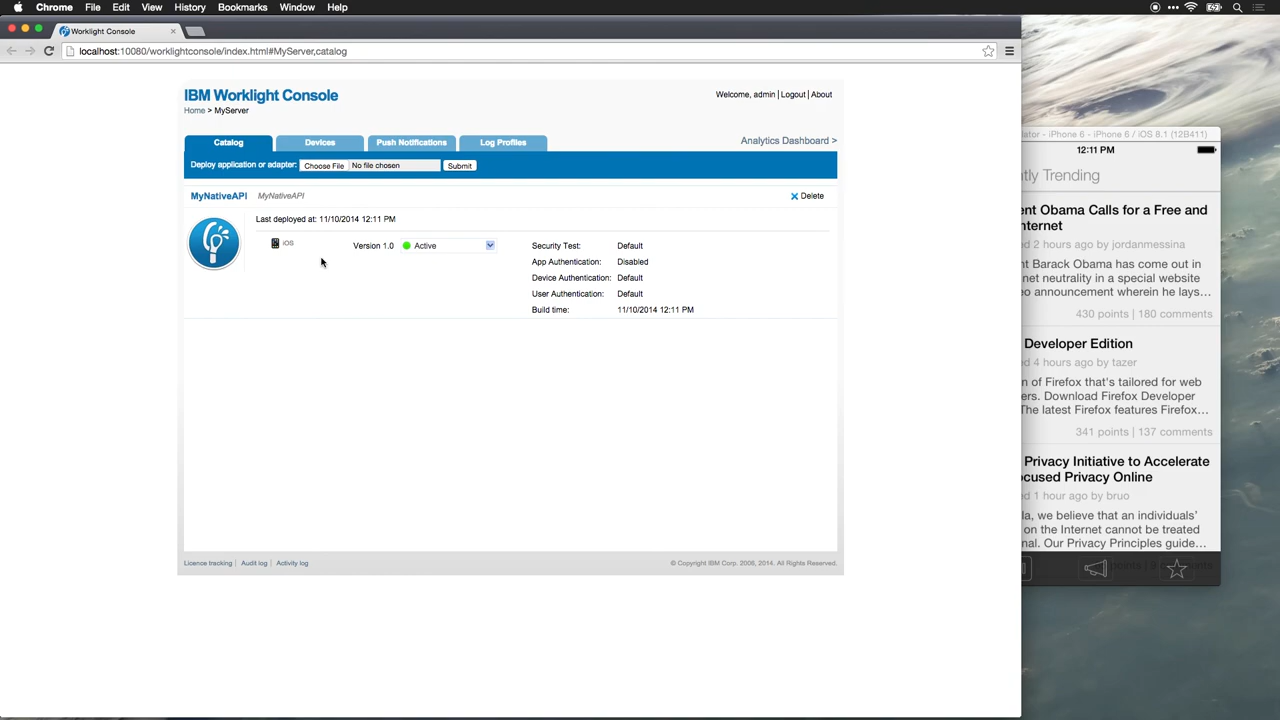 Chrome File Edit View History Bookmarks Window Help
Worklight Console
localhost:10080/worklightconsole/index.html#MyServer,catalog
IBM Worklight Console
Welcome, admin | Logout | About
Home > MyServer
Catalog Devices Push Notifications Log Profiles
Analytics Dashboard >
Deploy application or adapter: Choose File No file chosen Submit
MyNativeAPI MyNativeAPI
Delete
Last deployed at: 11/10/2014 12:11 PM
iOS Version 1.0 Active
Security Test: Default
App Authentication: Disabled
Device Authentication: Default
User Authentication: Default
Build time: 11/10/2014 12:11 PM
Licence tracking | Audit log | Activity log
© Copyright IBM Corp. 2006, 2014. All Rights Reserved.
lator - iPhone 6 - iPhone 6 / iOS 8.1 (12B411)
12:11 PM
ntly Trending
ent Obama Calls for a Free and
nternet
ed 2 hours ago by jordanmessina
nt Barack Obama has come out in
net neutrality in a special website
eo announcement wherein he lays...
430 points | 180 comments
Developer Edition
ed 4 hours ago by tazer
n of Firefox that's tailored for web
ers. Download Firefox Developer
The latest Firefox features Firefox...
341 points | 137 comments
Privacy Initiative to Accelerate
ocused Privacy Online
ed 1 hour ago by bruo
la, we believe that an individuals'
on the Internet cannot be treated
nal. Our Privacy Principles guide...